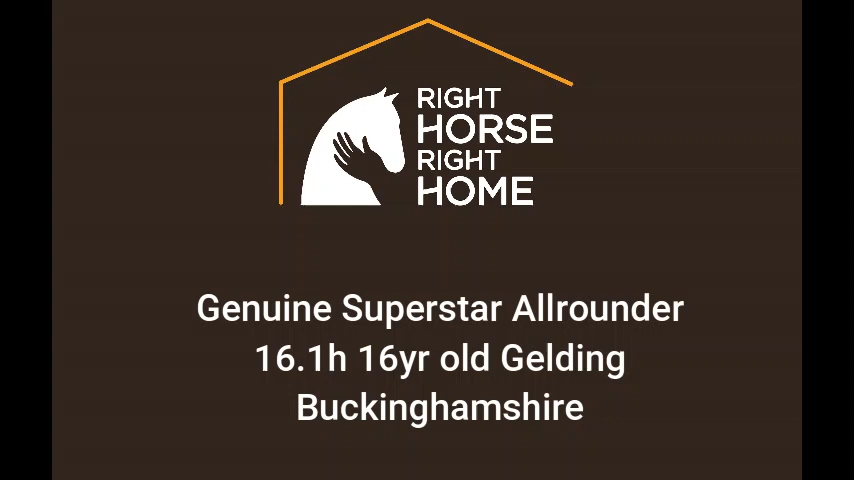 RIGHT
HORSE
RIGHT
HOME
Genuine Superstar Allrounder
16.1h 16yr old Gelding
Buckinghamshire